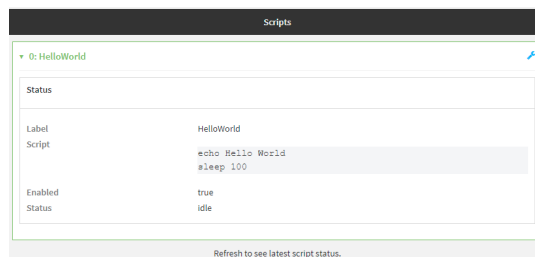 Scripts
0: HelloWorld
Status
Label HelloWorld
Script
echo Hello World
sleep 100
Enabled true
Status idle
Refresh to see latest script status.